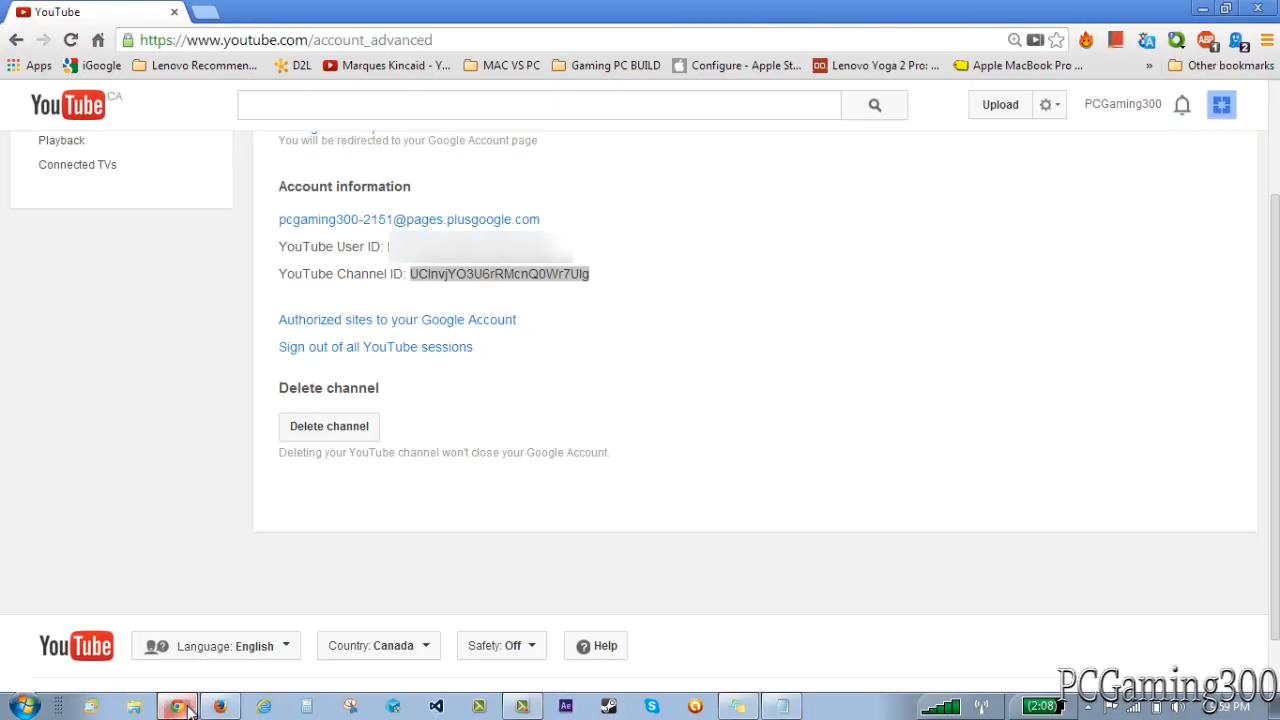 YouTube
https://www.youtube.com/account_advanced
Apps iGoogle Lenovo Recommen... D2L Marques Kincaid - Y... MAC VS PC Gaming PC BUILD Configure - Apple St... Lenovo Yoga 2 Pro: ... Apple MacBook Pro ... » Other bookmarks
YouTube CA Upload PCGaming300
Playback
You will be redirected to your Google Account page
Connected TVs
Account information
pcgaming300-2151@pages.plusgoogle.com
YouTube User ID:
YouTube Channel ID: UClnvjYO3U6rRMcnQ0Wr7Ulg
Authorized sites to your Google Account
Sign out of all YouTube sessions
Delete channel
Delete channel
Deleting your YouTube channel won't close your Google Account.
YouTube Language: English Country: Canada Safety: Off Help
PCGaming300
(2:08)